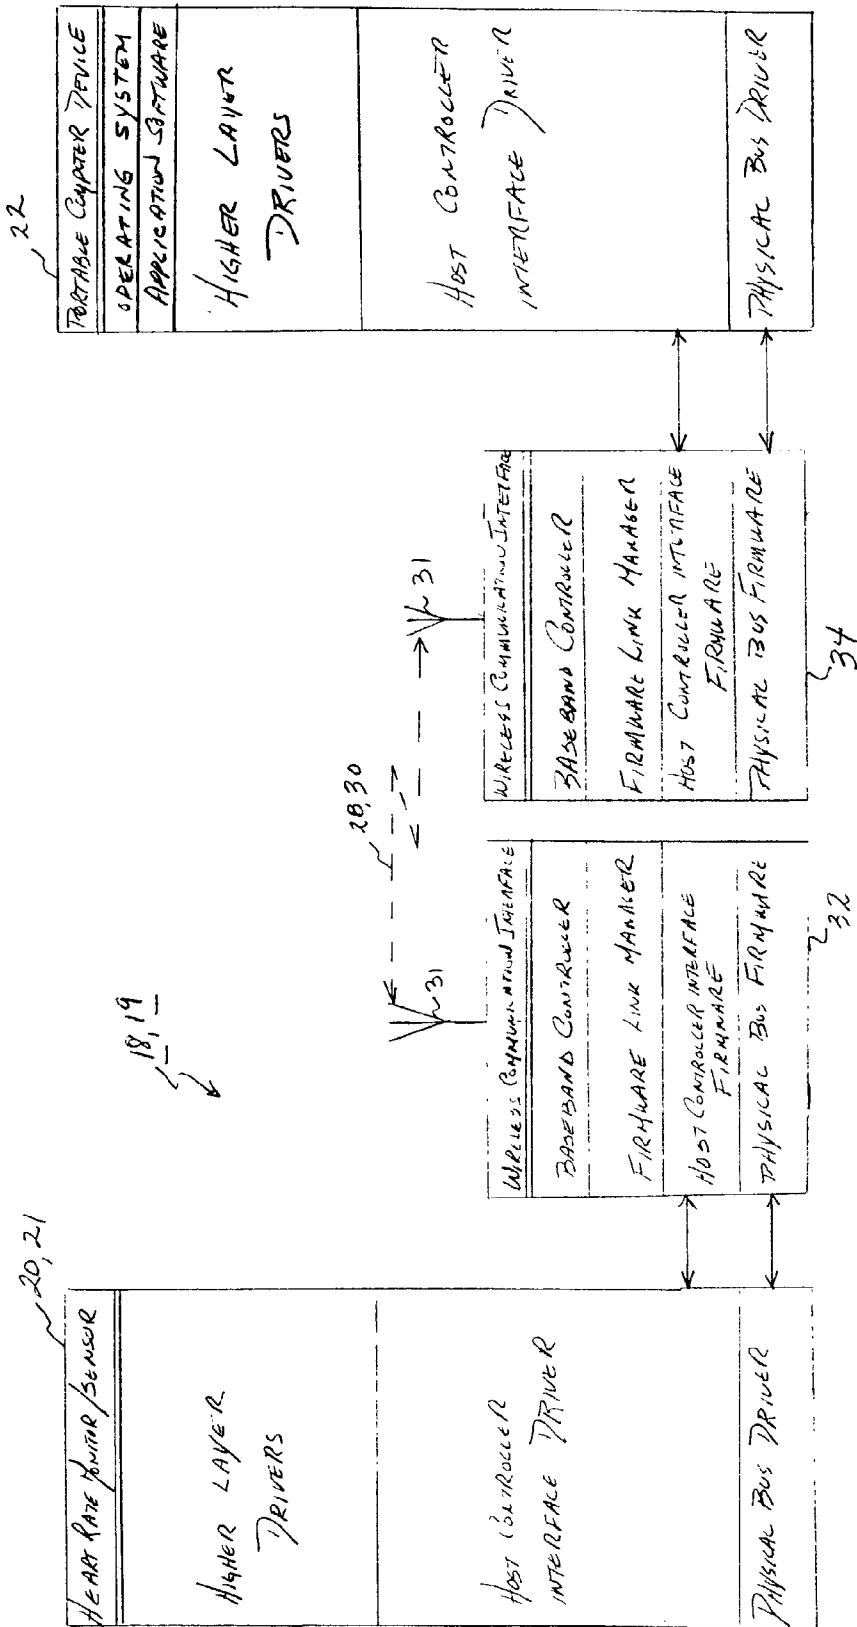 20, 21
HEART RATE MONITOR/SENSOR
HIGHER LAYER
DRIVERS
HOST CONTROLLER
INTERFACE DRIVER
PHYSICAL BUS DRIVER
18, 19
28, 30
31
31
WIRELESS COMMUNICATION INTERFACE
BASEBAND CONTROLLER
FIRMWARE LINK MANAGER
HOST CONTROLLER INTERFACE
FIRMWARE
PHYSICAL BUS FIRMWARE
32
WIRELESS COMMUNICATION INTERFACE
BASEBAND CONTROLLER
FIRMWARE LINK MANAGER
HOST CONTROLLER INTERFACE
FIRMWARE
PHYSICAL BUS FIRMWARE
34
22
PORTABLE COMPUTER DEVICE
OPERATING SYSTEM
APPLICATION SOFTWARE
HIGHER LAYER
DRIVERS
HOST CONTROLLER
INTERFACE DRIVER
PHYSICAL BUS DRIVER